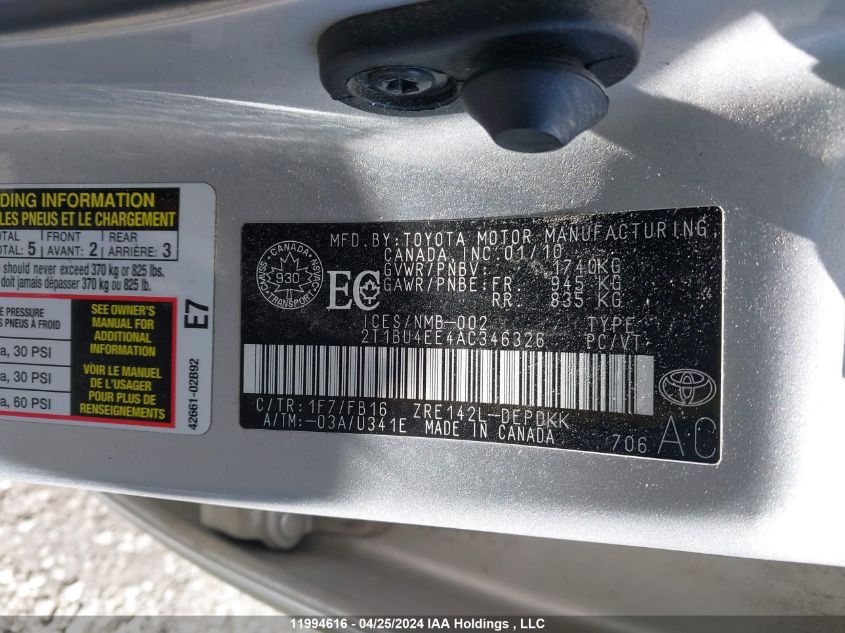 DING INFORMATION
LES PNEUS ET LE CHARGEMENT
OTAL FRONT REAR
OTAL: 5 AVANT: 2 ARRIÈRE: 3
should never exceed 370 kg or 825 lbs.
doit jamais dépasser 370 kg ou 825 lb.
E PRESSURE
S PNEUS À FROID
a, 30 PSI
a, 30 PSI
a, 60 PSI
SEE OWNER'S
MANUAL FOR
ADDITIONAL
INFORMATION
VOIR LE MANUEL
DE L'USAGER
POUR PLUS DE
RENSEIGNEMENTS
E7
42661-02B92
MFD.BY:TOYOTA MOTOR MANUFACTURING
CANADA, INC.01/10
GVWR/PNBV: 1740KG
GAWR/PNBE:FR. 945 KG
RR. 835 KG
CANADA
930
TRANSPORT
EC
ICES/NMB-002 TYPE:
2T1BU4EE4AC346326 PC/VT
C/TR:1F7/FB16 ZRE142L-DEPDKK
A/TM:-03A/U341E MADE IN CANADA
706 AC
11994616 - 04/25/2024 IAA Holdings , LLC